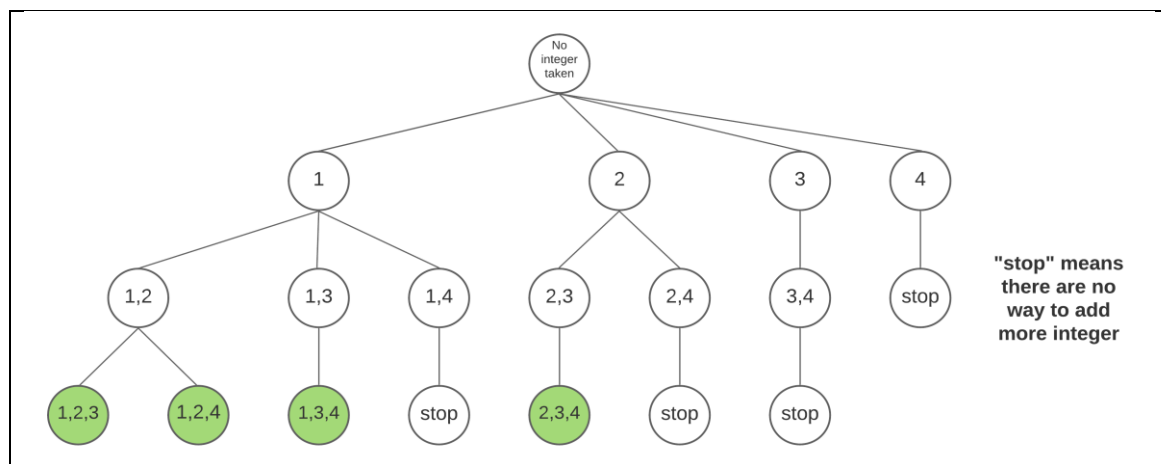 No
integer
taken
1
2
3
4
1,2
1,3
1,4
2,3
2,4
3,4
stop
"stop" means
there are no
way to add
more integer
1,2,3
1,2,4
1,3,4
stop
2,3,4
stop
stop